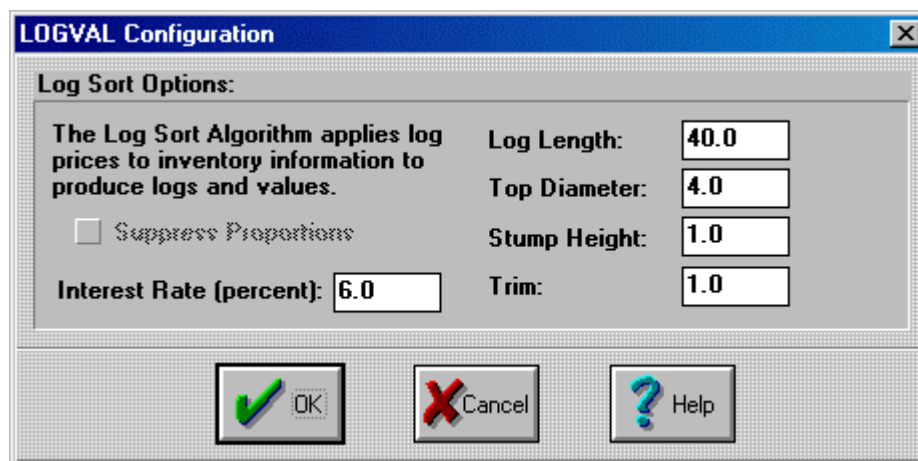 LOGVAL Configuration
Log Sort Options:
The Log Sort Algorithm applies log
prices to inventory information to
produce logs and values.
Suppress Proportions
Interest Rate (percent): 6.0
Log Length: 40.0
Top Diameter: 4.0
Stump Height: 1.0
Trim: 1.0
OK
Cancel
Help